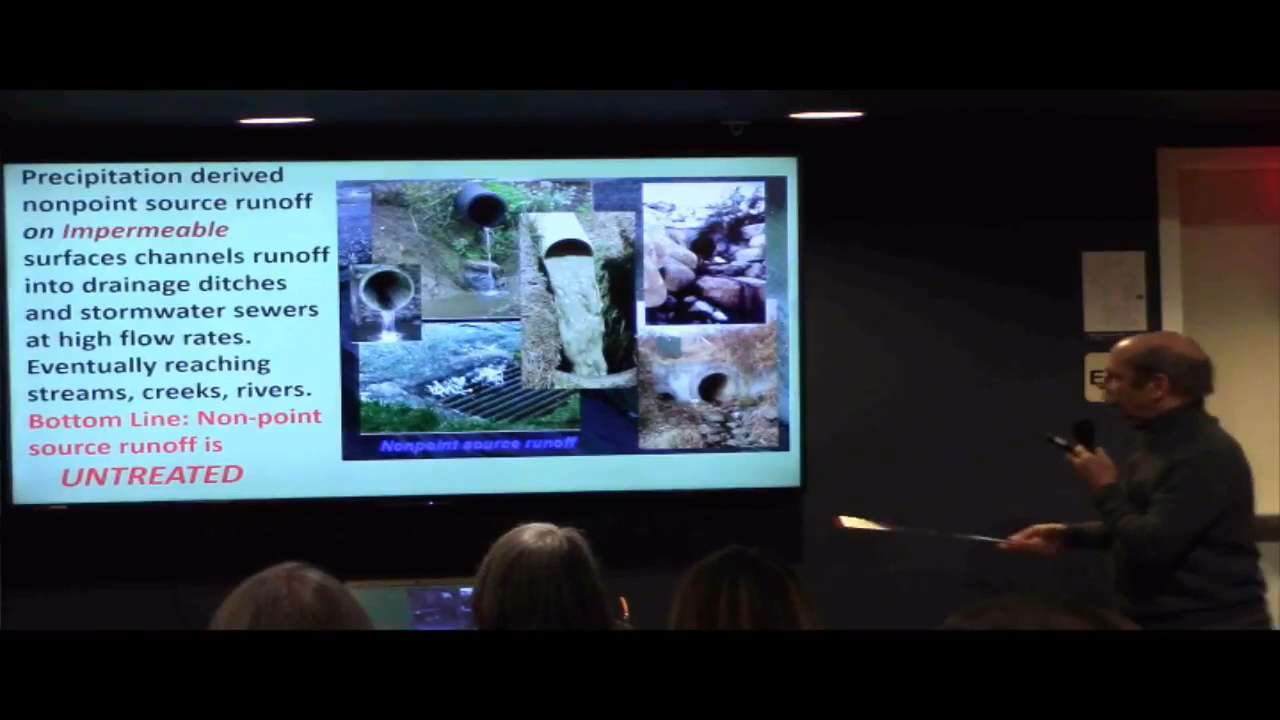 Precipitation derived
nonpoint source runoff
on Impermeable
surfaces channels runoff
into drainage ditches
and stormwater sewers
at high flow rates.
Eventually reaching
streams, creeks, rivers.
Bottom Line: Non-point
source runoff is
UNTREATED
Nonpoint source runoff